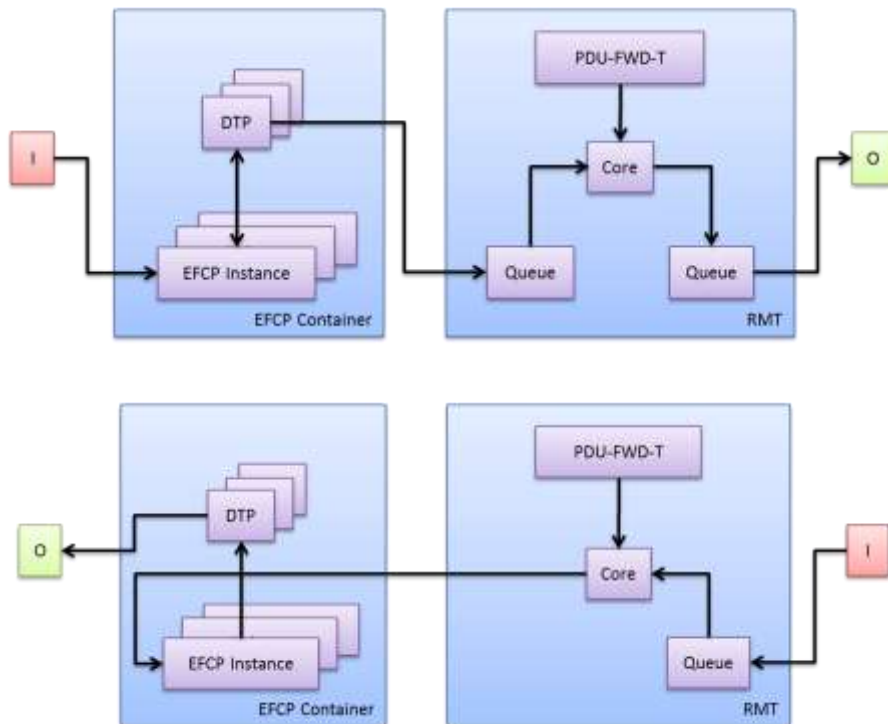 PDU-FWD-T
DTP
I
Core
O
EFCP Instance
Queue
Queue
EFCP Container
RMT
PDU-FWD-T
DTP
O
Core
I
EFCP Instance
Queue
EFCP Container
RMT